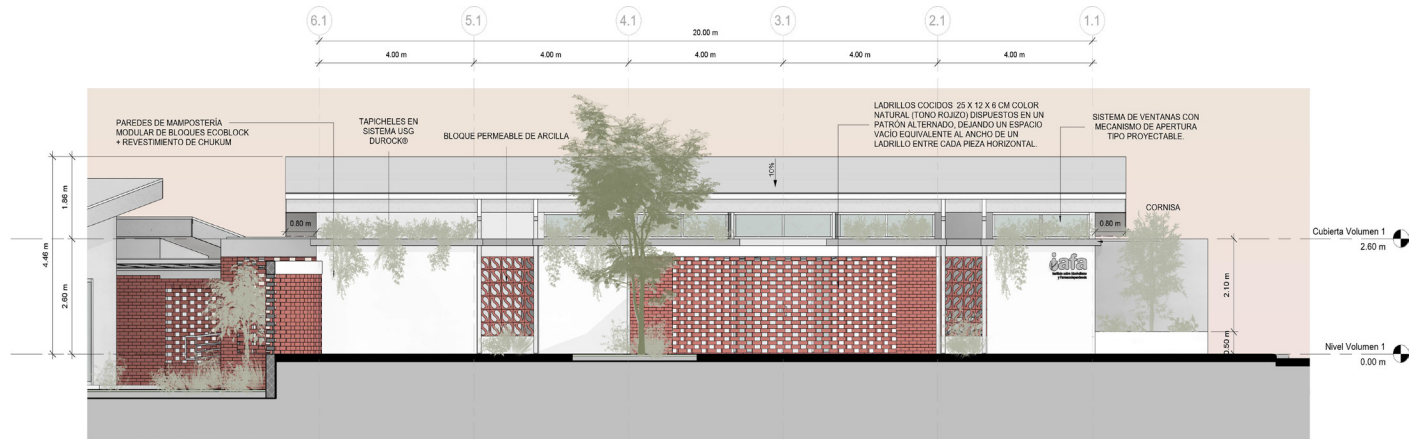 6.1
5.1
4.1
3.1
2.1
1.1
20.00 m
4.00 m
4.00 m
4.00 m
4.00 m
4.00 m
PAREDES DE MAMPOSTERÍA
MODULAR DE BLOQUES ECOBLOCK
+ REVESTIMIENTO DE CHUKUM
TAPICHELES EN
SISTEMA USG
DUROCK®
BLOQUE PERMEABLE DE ARCILLA
LADRILLOS COCIDOS 25 X 12 X 6 CM COLOR
NATURAL (TONO ROJIZO) DISPUESTOS EN UN
PATRÓN ALTERNADO, DEJANDO UN ESPACIO
VACÍO EQUIVALENTE AL ANCHO DE UN
LADRILLO ENTRE CADA PIEZA HORIZONTAL.
SISTEMA DE VENTANAS CON
MECANISMO DE APERTURA
TIPO PROYECTABLE.
10%
1.86 m
4.46 m
2.60 m
0.80 m
0.80 m
CORNISA
Cubierta Volumen 1
2.60 m
iafa
Instituto sobre Alcoholismo
y Farmacodependencia
2.10 m
0.50 m
Nivel Volumen 1
0.00 m